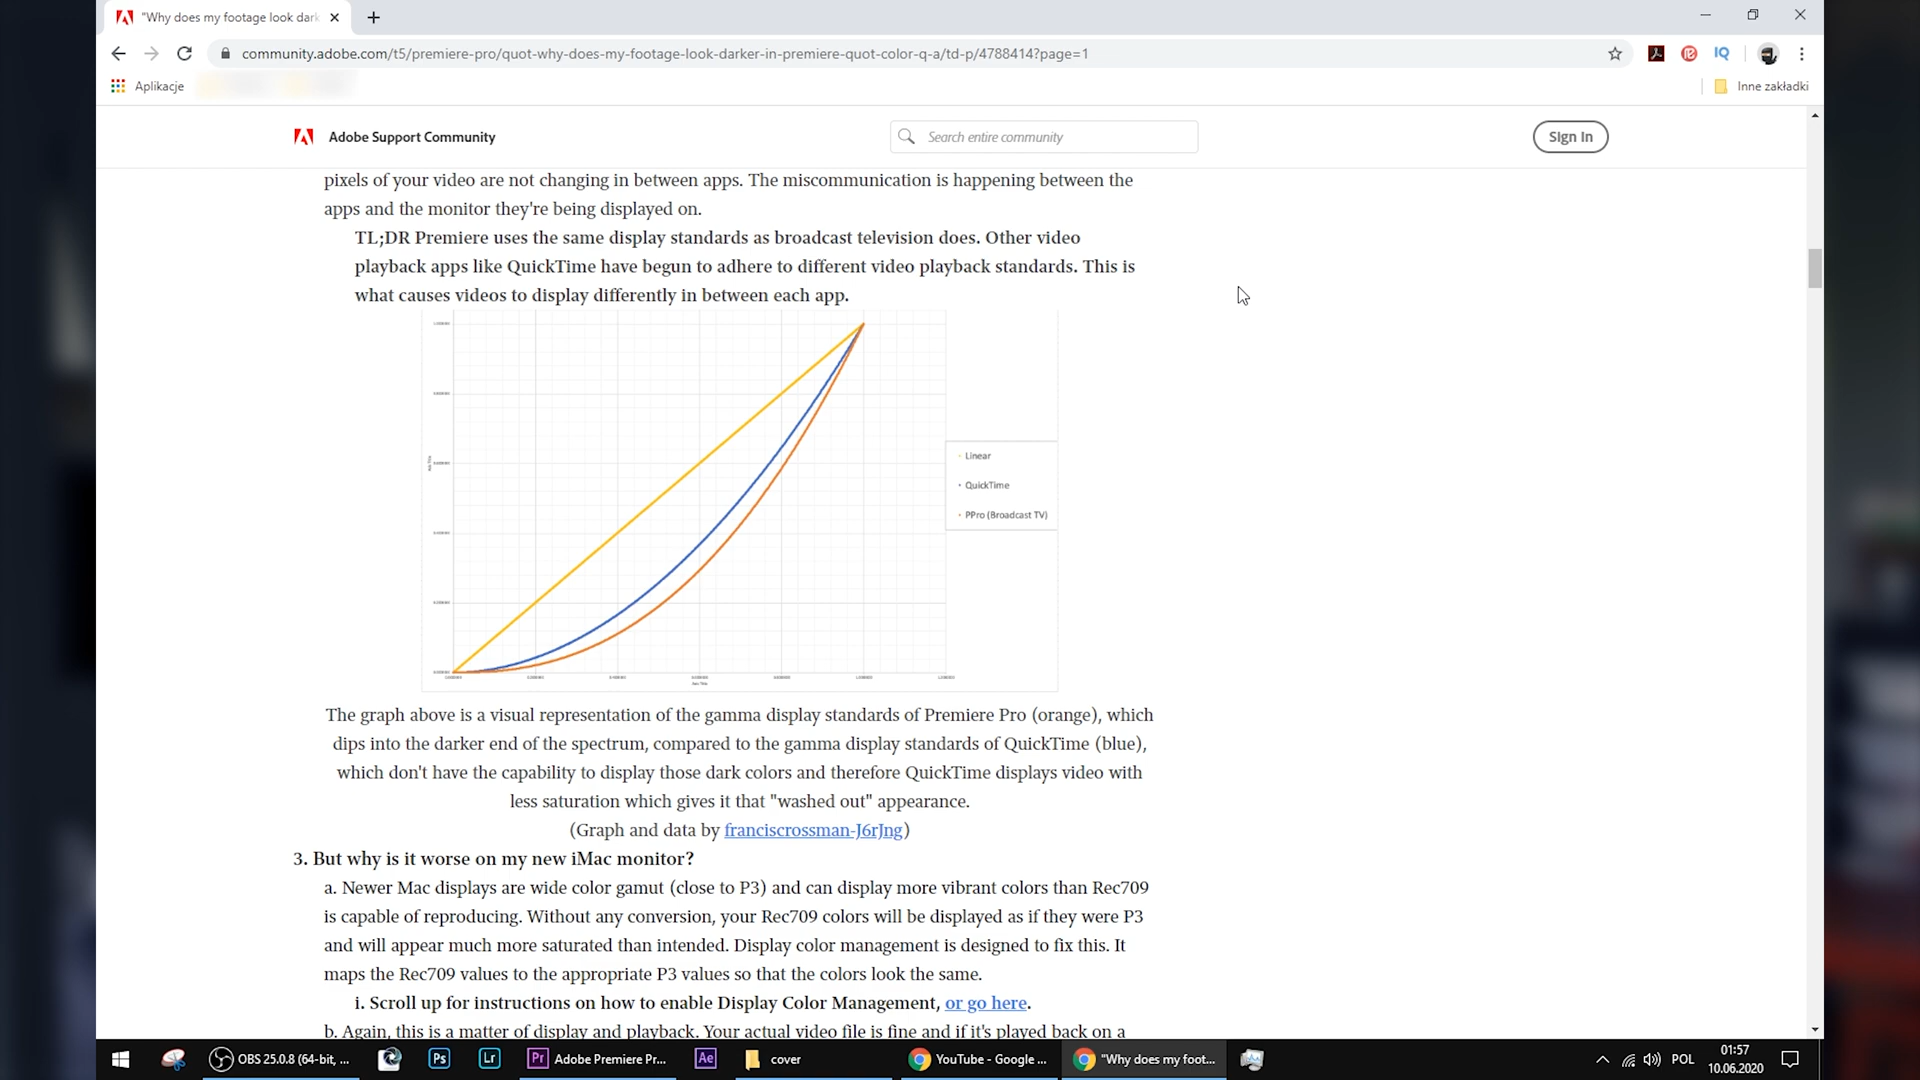 "Why does my footage look dark
community.adobe.com/t5/premiere-pro/quot-why-does-my-footage-look-darker-in-premiere-quot-color-q-a/td-p/4788414?page=1
Aplikacje
Inne zakładki
Adobe Support Community
Search entire community
Sign In
pixels of your video are not changing in between apps. The miscommunication is happening between the
apps and the monitor they're being displayed on.
TL;DR Premiere uses the same display standards as broadcast television does. Other video
playback apps like QuickTime have begun to adhere to different video playback standards. This is
what causes videos to display differently in between each app.
Linear
QuickTime
PPro (Broadcast TV)
The graph above is a visual representation of the gamma display standards of Premiere Pro (orange), which
dips into the darker end of the spectrum, compared to the gamma display standards of QuickTime (blue),
which don't have the capability to display those dark colors and therefore QuickTime displays video with
less saturation which gives it that "washed out" appearance.
(Graph and data by franciscrossman-J6rJng)
3. But why is it worse on my new iMac monitor?
a. Newer Mac displays are wide color gamut (close to P3) and can display more vibrant colors than Rec709
is capable of reproducing. Without any conversion, your Rec709 colors will be displayed as if they were P3
and will appear much more saturated than intended. Display color management is designed to fix this. It
maps the Rec709 values to the appropriate P3 values so that the colors look the same.
i. Scroll up for instructions on how to enable Display Color Management, or go here.
b. Again, this is a matter of display and playback. Your actual video file is fine and if it's played back on a
OBS 25.0.8 (64-bit, ...
Ps
Lr
Pr
Adobe Premiere Pr...
Ae
cover
YouTube - Google ...
"Why does my foot...
POL
01:57
10.06.2020